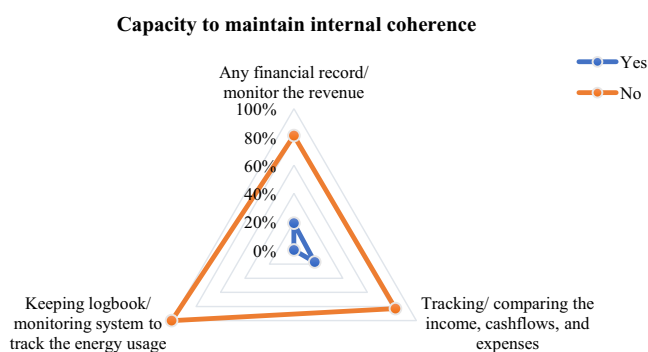 Capacity to maintain internal coherence
Any financial record/
monitor the revenue
Yes
No
100%
80%
60%
40%
20%
0%
Keeping logbook/
monitoring system to
track the energy usage
Tracking/ comparing the
income, cashflows, and
expenses